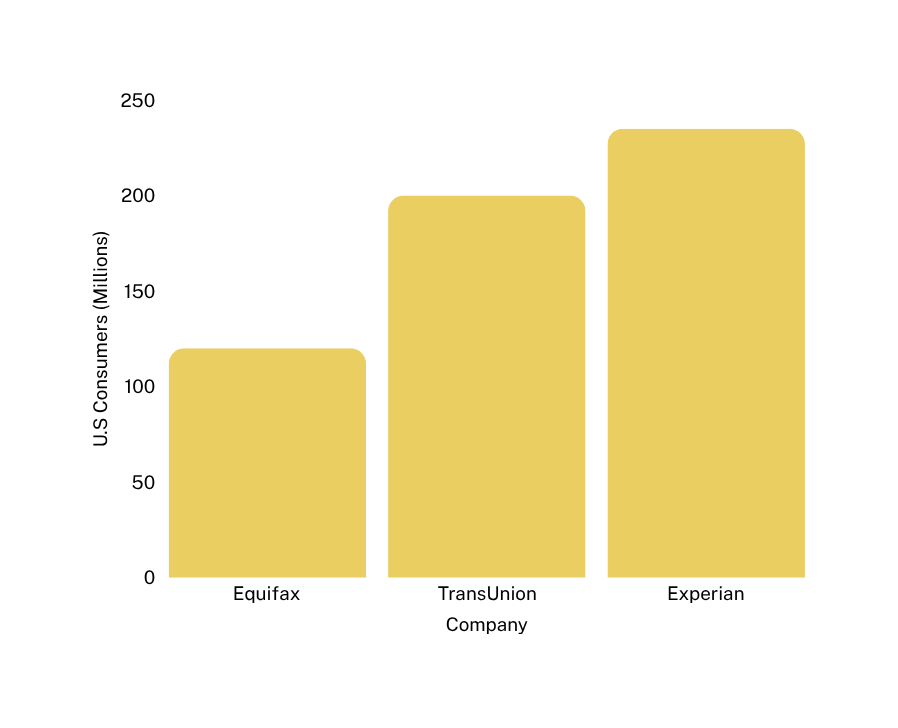 250
200
150
100
50
0
U.S Consumers (Millions)
Equifax
TransUnion
Experian
Company